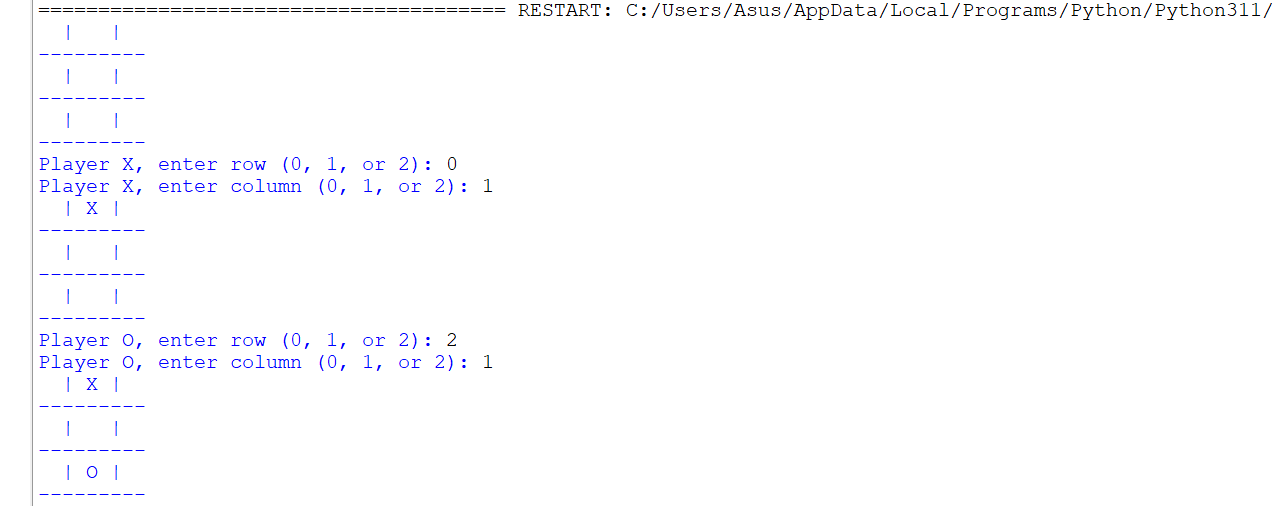 ======================================= RESTART: C:/Users/Asus/AppData/Local/Programs/Python/Python311/
  |   |
---------
  |   |
---------
  |   |
---------
Player X, enter row (0, 1, or 2): 0
Player X, enter column (0, 1, or 2): 1
  | X |
---------
  |   |
---------
  |   |
---------
Player O, enter row (0, 1, or 2): 2
Player O, enter column (0, 1, or 2): 1
  | X |
---------
  |   |
---------
  | O |
---------